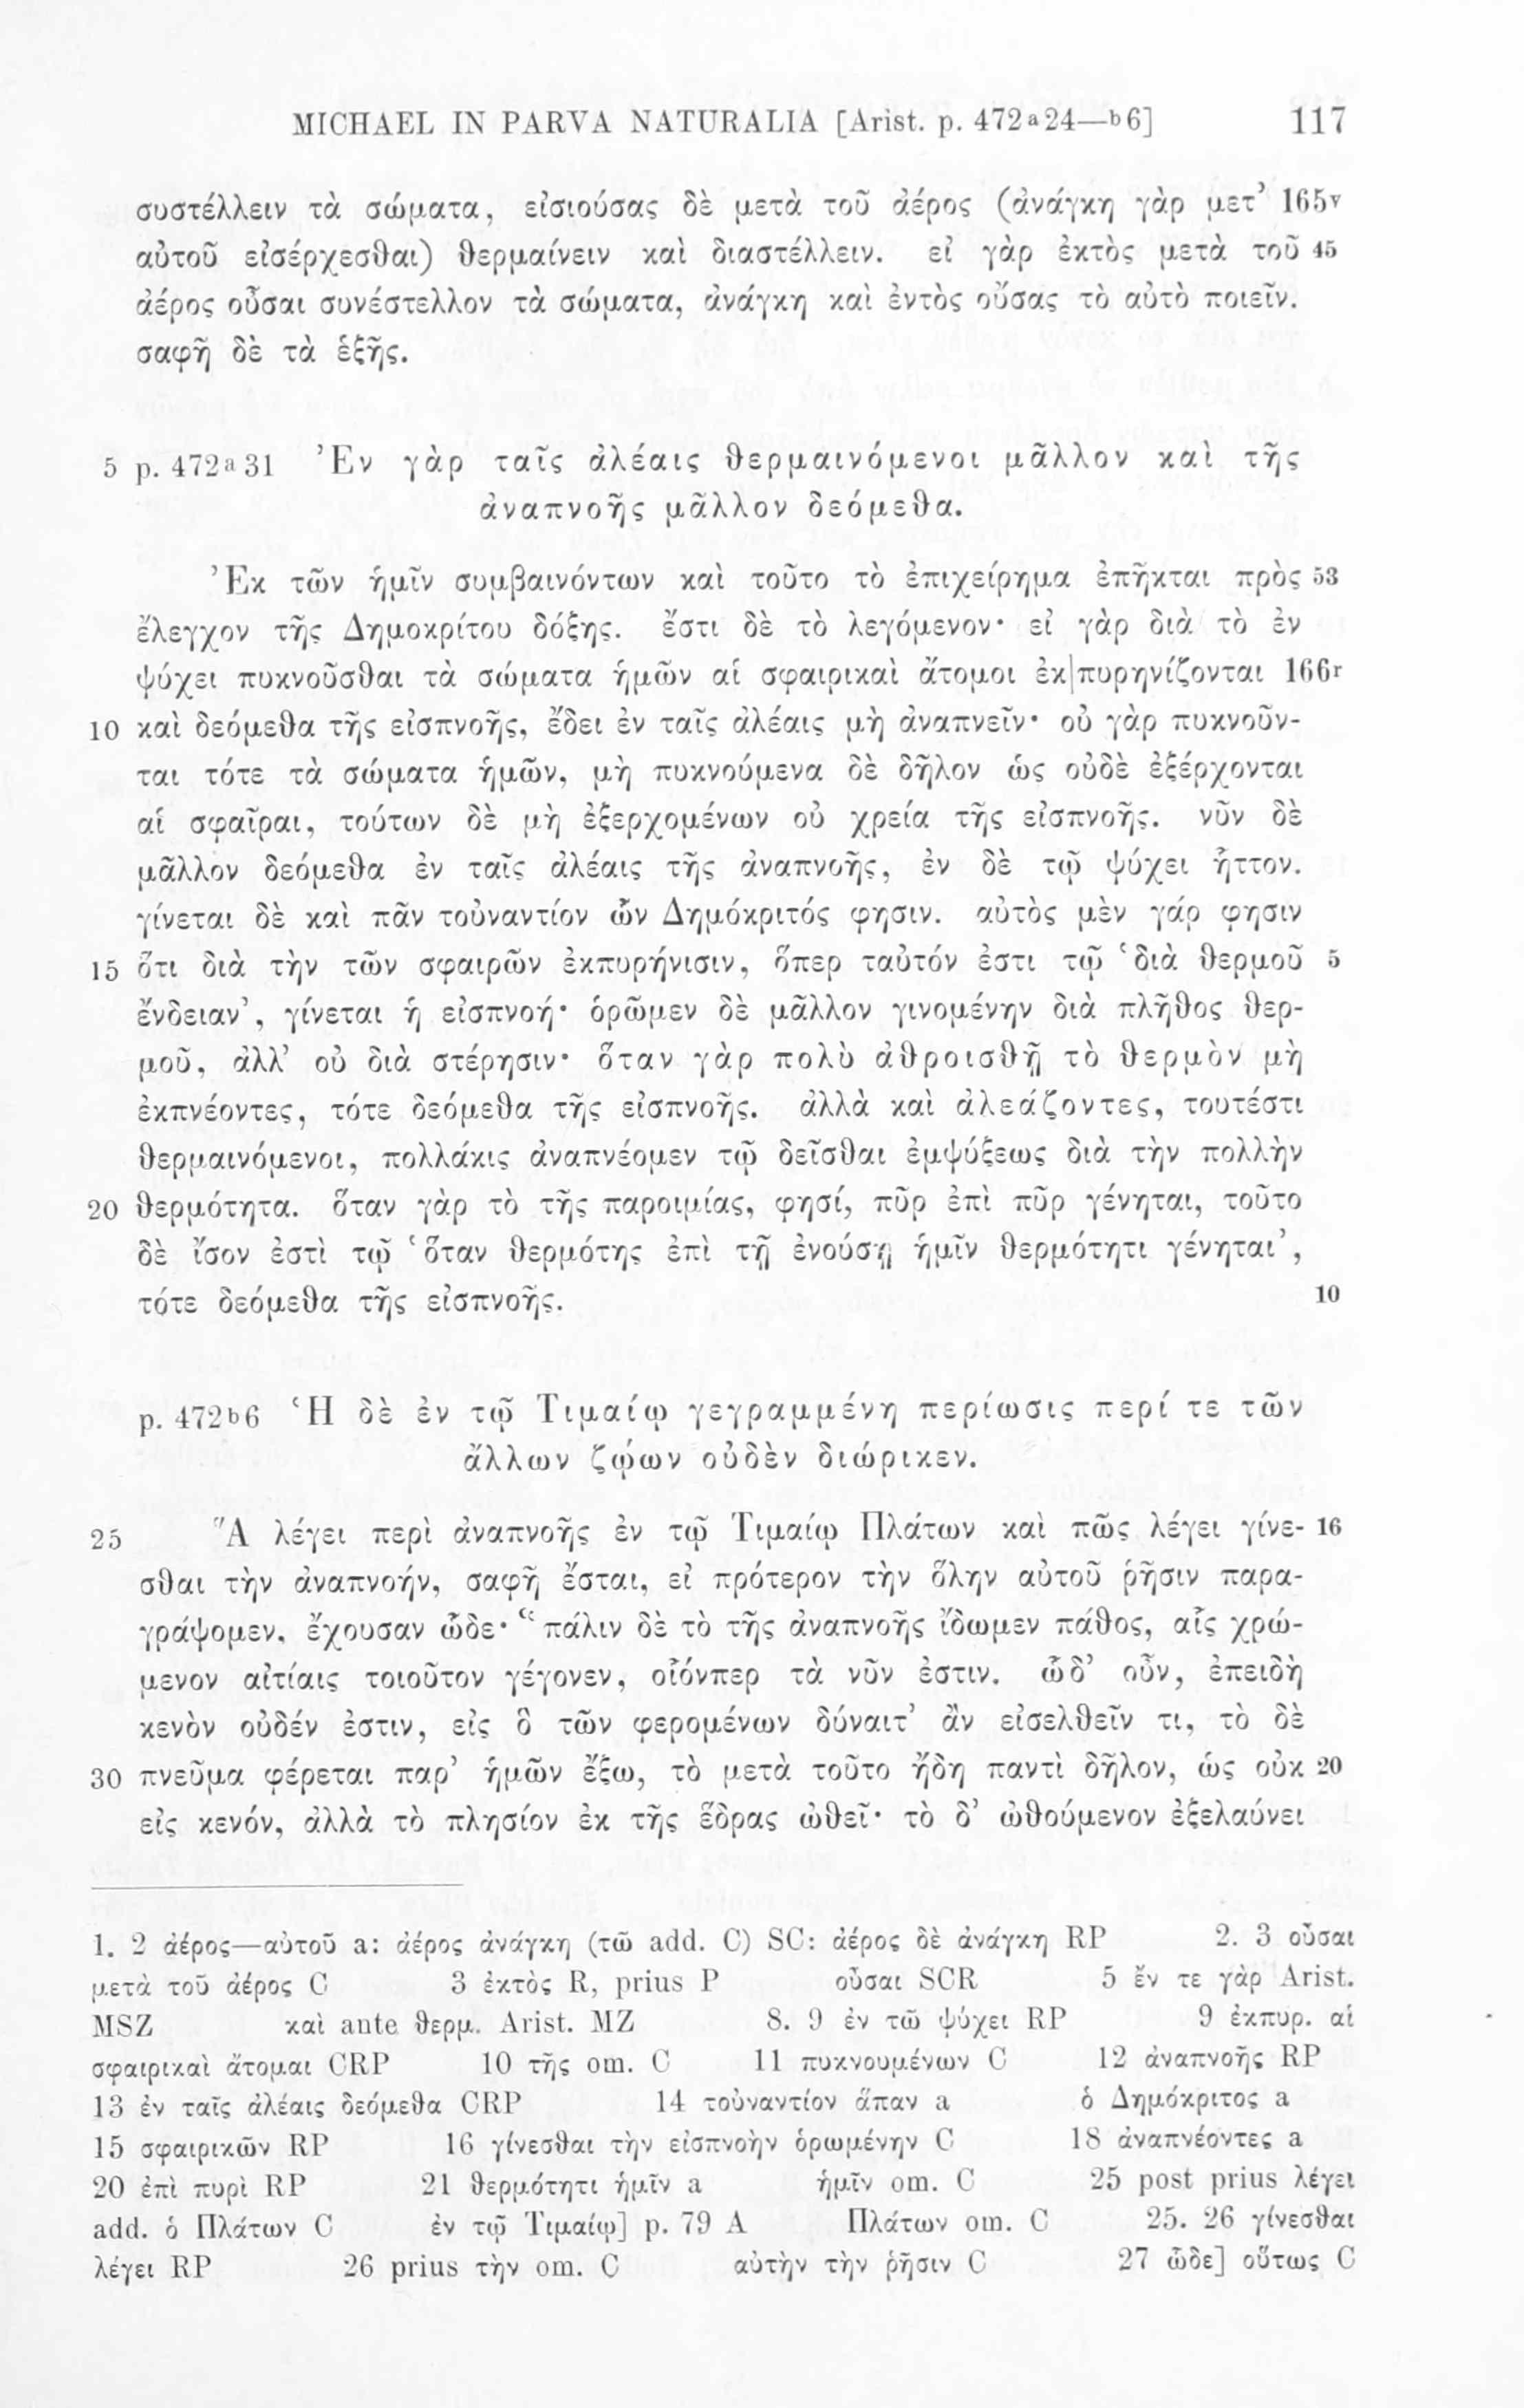 MICHAEL IN PARVA NATURALIA [Arist. p. 472a24—b6] 117
συστέλλειν τὰ σώματα, εἰσιούσας δὲ μετὰ τοῦ ἀέρος (ἀνάγκη γὰρ μετ’ 165v
αὐτοῦ εἰσέρχεσθαι) θερμαίνειν καὶ διαστέλλειν. εἰ γὰρ ἐκτὸς μετὰ τοῦ 45
ἀέρος οὖσαι συνέστελλον τὰ σώματα, ἀνάγκη καὶ ἐντὸς οὔσας τὸ αὐτὸ ποιεῖν.
σαφῆ δὲ τὰ ἑξῆς.
5 p. 472a31 Ἐν γὰρ ταῖς ἀλέαις θερμαινόμενοι μᾶλλον καὶ τῆς
ἀναπνοῆς μᾶλλον δεόμεθα.
Ἐκ τῶν ἡμῖν συμβαινόντων καὶ τοῦτο τὸ ἐπιχείρημα ἐπῆκται πρὸς 53
ἔλεγχον τῆς Δημοκρίτου δόξης. ἔστι δὲ τὸ λεγόμενον· εἰ γὰρ διὰ τὸ ἐν
ψύχει πυκνοῦσθαι τὰ σώματα ἡμῶν αἱ σφαιρικαὶ ἄτομοι ἐκ|πυρηνίζονται 166r
10 καὶ δεόμεθα τῆς εἰσπνοῆς, ἔδει ἐν ταῖς ἀλέαις μὴ ἀναπνεῖν· οὐ γὰρ πυκνοῦν-
ται τότε τὰ σώματα ἡμῶν, μὴ πυκνούμενα δὲ δῆλον ὡς οὐδὲ ἐξέρχονται
αἱ σφαῖραι, τούτων δὲ μὴ ἐξερχομένων οὐ χρεία τῆς εἰσπνοῆς. νῦν δὲ
μᾶλλον δεόμεθα ἐν ταῖς ἀλέαις τῆς ἀναπνοῆς, ἐν δὲ τῷ ψύχει ἧττον.
γίνεται δὲ καὶ πᾶν τοὐναντίον ὧν Δημόκριτός φησιν. αὐτὸς μὲν γάρ φησιν
15 ὅτι διὰ τὴν τῶν σφαιρῶν ἐκπυρήνισιν, ὅπερ ταὐτόν ἐστι τῷ ‘διὰ θερμοῦ 5
ἔνδειαν’, γίνεται ἡ εἰσπνοή· ὁρῶμεν δὲ μᾶλλον γινομένην διὰ πλῆθος θερ-
μοῦ, ἀλλ’ οὐ διὰ στέρησιν· ὅταν γὰρ πολὺ ἀθροισθῇ τὸ θερμὸν μὴ
ἐκπνέοντες, τότε δεόμεθα τῆς εἰσπνοῆς. ἀλλὰ καὶ ἀλεάζοντες, τουτέστι
θερμαινόμενοι, πολλάκις ἀναπνέομεν τῷ δεῖσθαι ἐμψύξεως διὰ τὴν πολλὴν
20 θερμότητα. ὅταν γὰρ τὸ τῆς παροιμίας, φησί, πῦρ ἐπὶ πῦρ γένηται, τοῦτο
δὲ ἴσον ἐστὶ τῷ ‘ὅταν θερμότης ἐπὶ τῇ ἐνούσῃ ἡμῖν θερμότητι γένηται’,
τότε δεόμεθα τῆς εἰσπνοῆς. 10
p. 472b6 Ἡ δὲ ἐν τῷ Τιμαίῳ γεγραμμένη περίωσις περί τε τῶν
ἄλλων ζῴων οὐδὲν διώρικεν.
25 Ἃ λέγει περὶ ἀναπνοῆς ἐν τῷ Τιμαίῳ Πλάτων καὶ πῶς λέγει γίνε- 16
σθαι τὴν ἀναπνοήν, σαφῆ ἔσται, εἰ πρότερον τὴν ὅλην αὐτοῦ ῥῆσιν παρα-
γράψομεν, ἔχουσαν ὧδε· “πάλιν δὲ τὸ τῆς ἀναπνοῆς ἴδωμεν πάθος, αἷς χρώ-
μενον αἰτίαις τοιοῦτον γέγονεν, οἷόνπερ τὰ νῦν ἐστιν. ὧδ’ οὖν, ἐπειδὴ
κενὸν οὐδέν ἐστιν, εἰς ὃ τῶν φερομένων δύναιτ’ ἂν εἰσελθεῖν τι, τὸ δὲ
30 πνεῦμα φέρεται παρ’ ἡμῶν ἔξω, τὸ μετὰ τοῦτο ἤδη παντὶ δῆλον, ὡς οὐκ 20
εἰς κενόν, ἀλλὰ τὸ πλησίον ἐκ τῆς ἕδρας ὠθεῖ· τὸ δ’ ὠθούμενον ἐξελαύνει
1. 2 ἀέρος—αὐτοῦ a: ἀέρος ἀνάγκη (τῶ add. C) SC: ἀέρος δὲ ἀνάγκη RP 2. 3 οὖσαι
μετὰ τοῦ ἀέρος C 3 ἐκτὸς R, prius P οὖσαι SCR 5 ἔν τε γὰρ Arist.
MSZ καὶ ante θερμ. Arist. MZ 8. 9 ἐν τῶ ψύχει RP 9 ἐκπυρ. αἱ
σφαιρικαὶ ἄτομαι CRP 10 τῆς om. C 11 πυκνουμένων C 12 ἀναπνοῆς RP
13 ἐν ταῖς ἀλέαις δεόμεθα CRP 14 τοὐναντίον ἅπαν a ὁ Δημόκριτος a
15 σφαιρικῶν RP 16 γίνεσθαι τὴν εἰσπνοὴν ὁρωμένην C 18 ἀναπνέοντες a
20 ἐπὶ πυρὶ RP 21 θερμότητι ἡμῖν a ἡμῖν om. C 25 post prius λέγει
add. ὁ Πλάτων C ἐν τῷ Τιμαίῳ] p. 79 A Πλάτων om. C 25. 26 γίνεσθαι
λέγει RP 26 prius τὴν om. C αὐτὴν τὴν ῥῆσιν C 27 ὧδε] οὕτως C